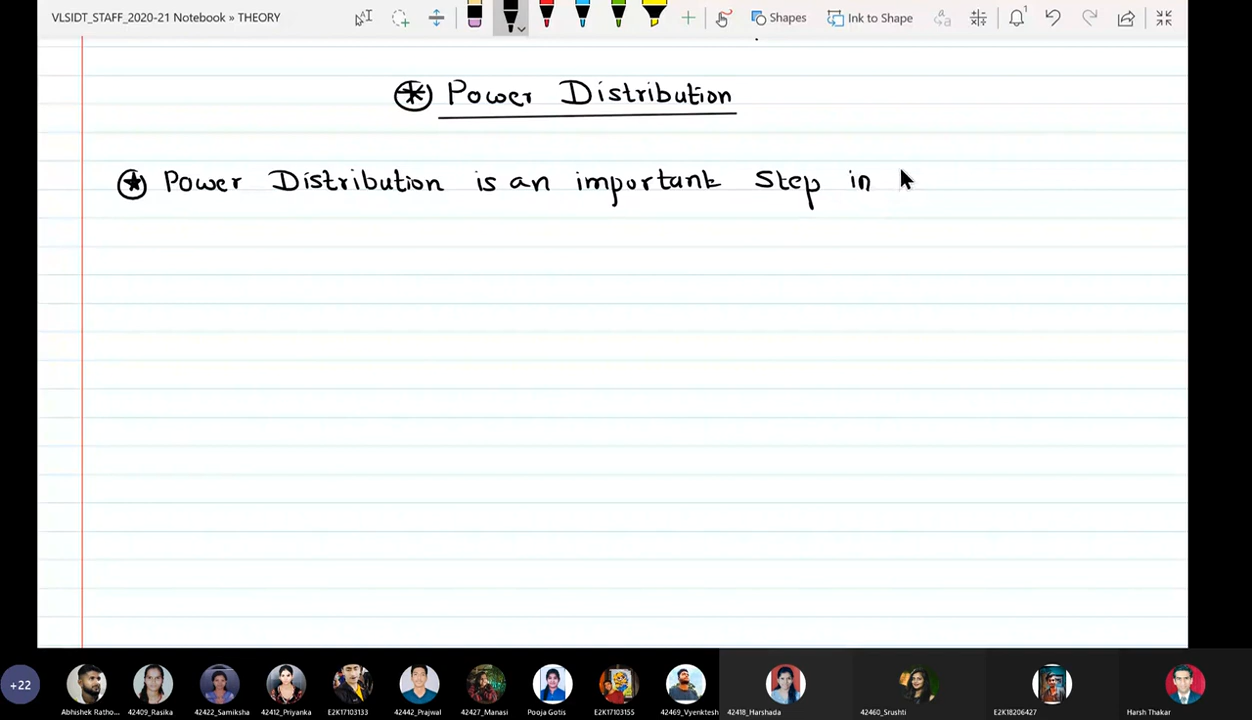 VLSIDT_STAFF_2020-21 Notebook » THEORY
Shapes
Ink to Shape
Power Distribution
Power Distribution is an important Step in
+22
Abhishek Ratho...
42409_Rasika
42422_Samiksha
42412_Priyanka
E2K17103133
42442_Prajwal
42427_Manasi
Pooja Gotis
E2K17103155
42469_Vyenktesh
42418_Harshada
42460_Srushti
E2K18206427
Harsh Thakar